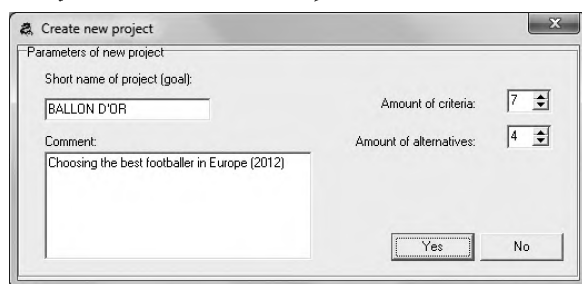 Create new project
Parameters of new project
Short name of project (goal):
BALLON D'OR
Amount of criteria:
7
Comment:
Amount of alternatives:
4
Choosing the best footballer in Europe (2012)
Yes
No